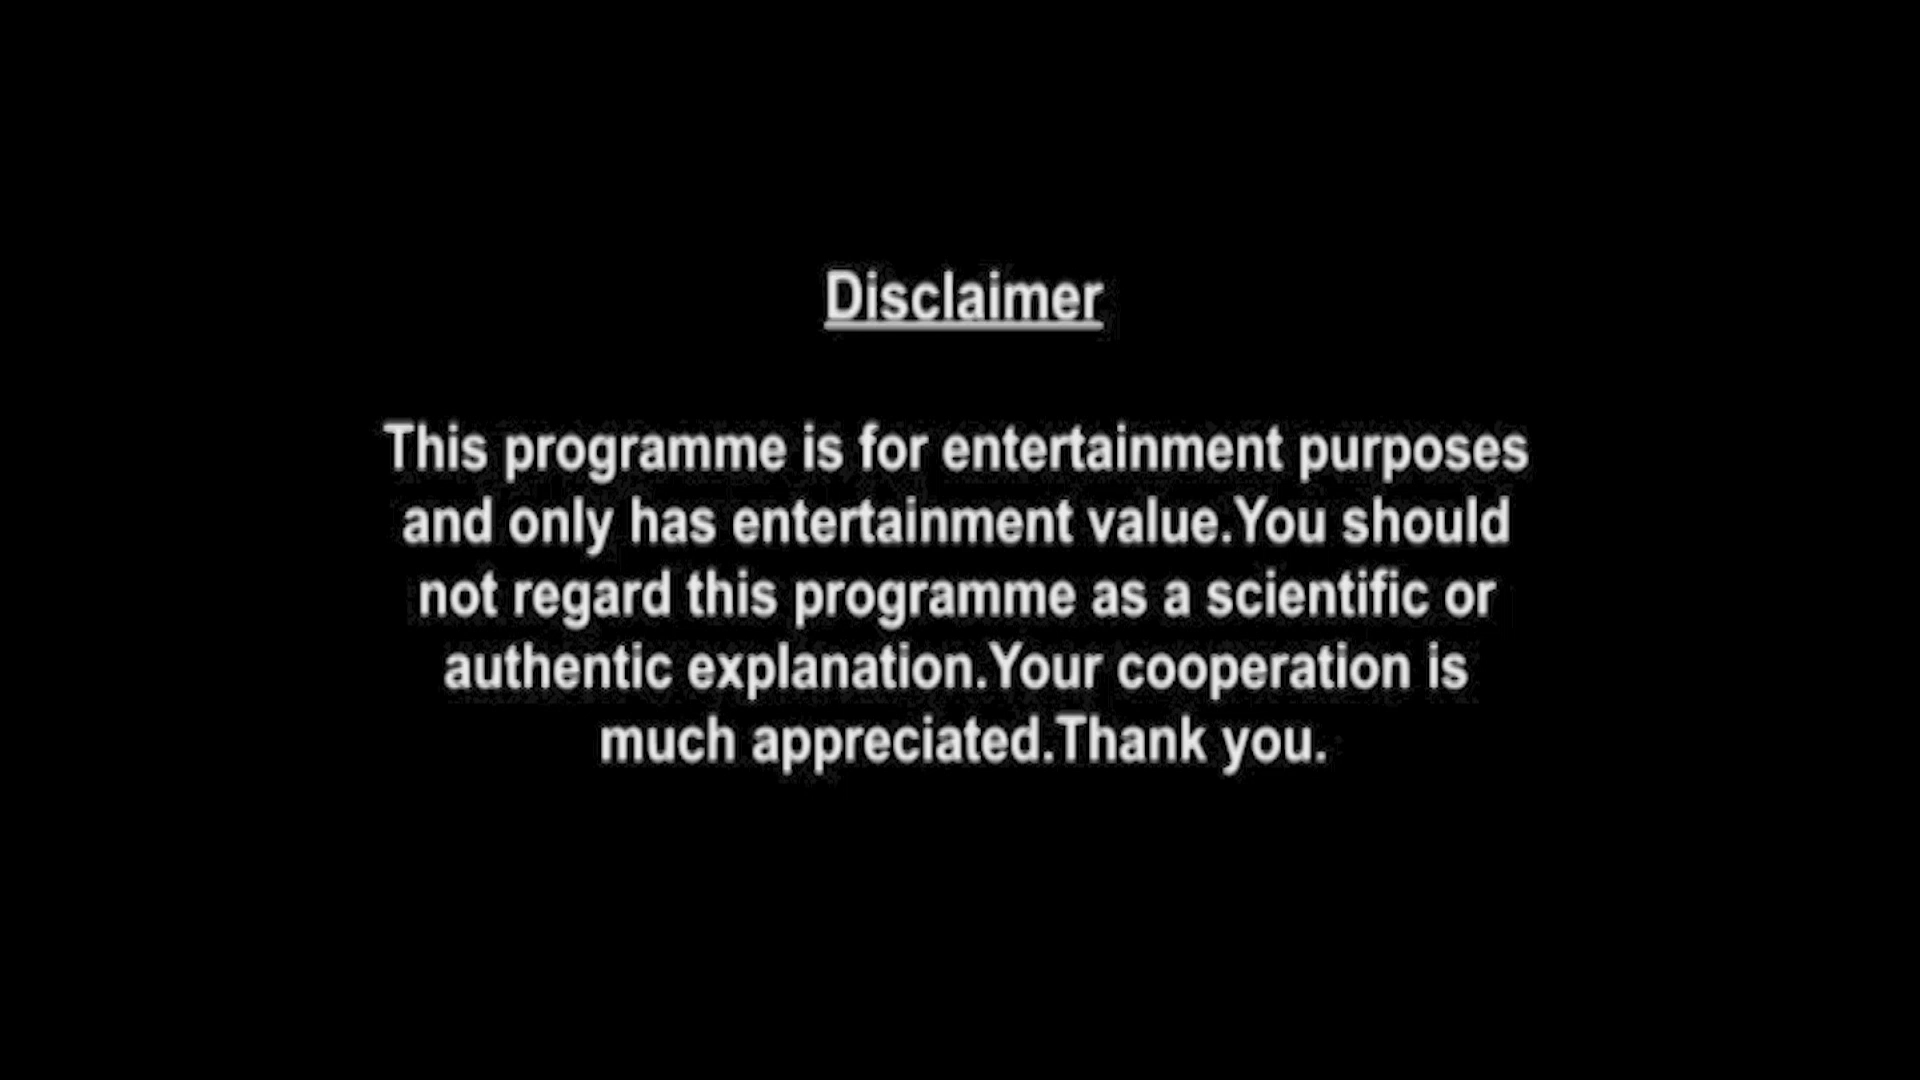 Disclaimer
This programme is for entertainment purposes
and only has entertainment value.You should
not regard this programme as a scientific or
authentic explanation.Your cooperation is
much appreciated.Thank you.